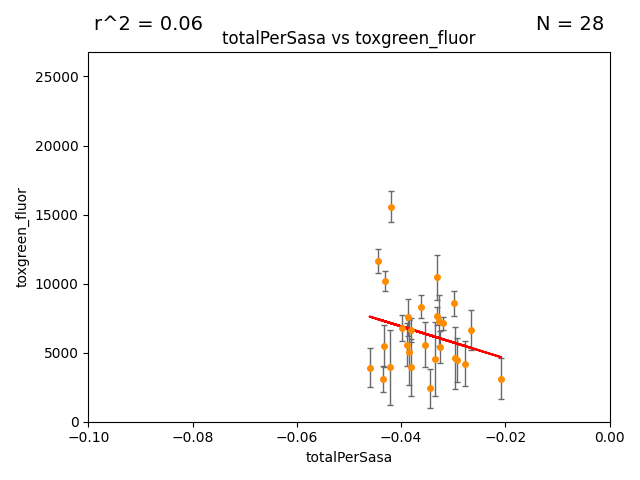 r^2 = 0.06
N = 28
totalPerSasa vs toxgreen_fluor
25000
20000
15000
10000
5000
0
toxgreen_fluor
−0.10
−0.08
−0.06
−0.04
−0.02
0.00
totalPerSasa